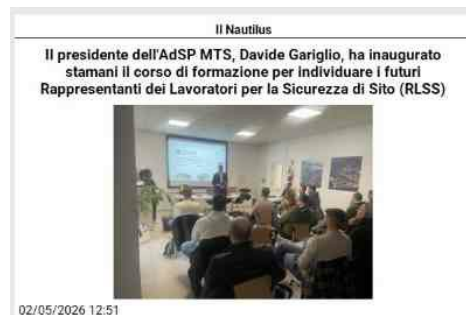 Il Nautilus
Il presidente dell'AdSP MTS, Davide Gariglio, ha inaugurato
stamani il corso di formazione per individuare i futuri
Rappresentanti dei Lavoratori per la Sicurezza di Sito (RLSS)
02/05/2026 12:51